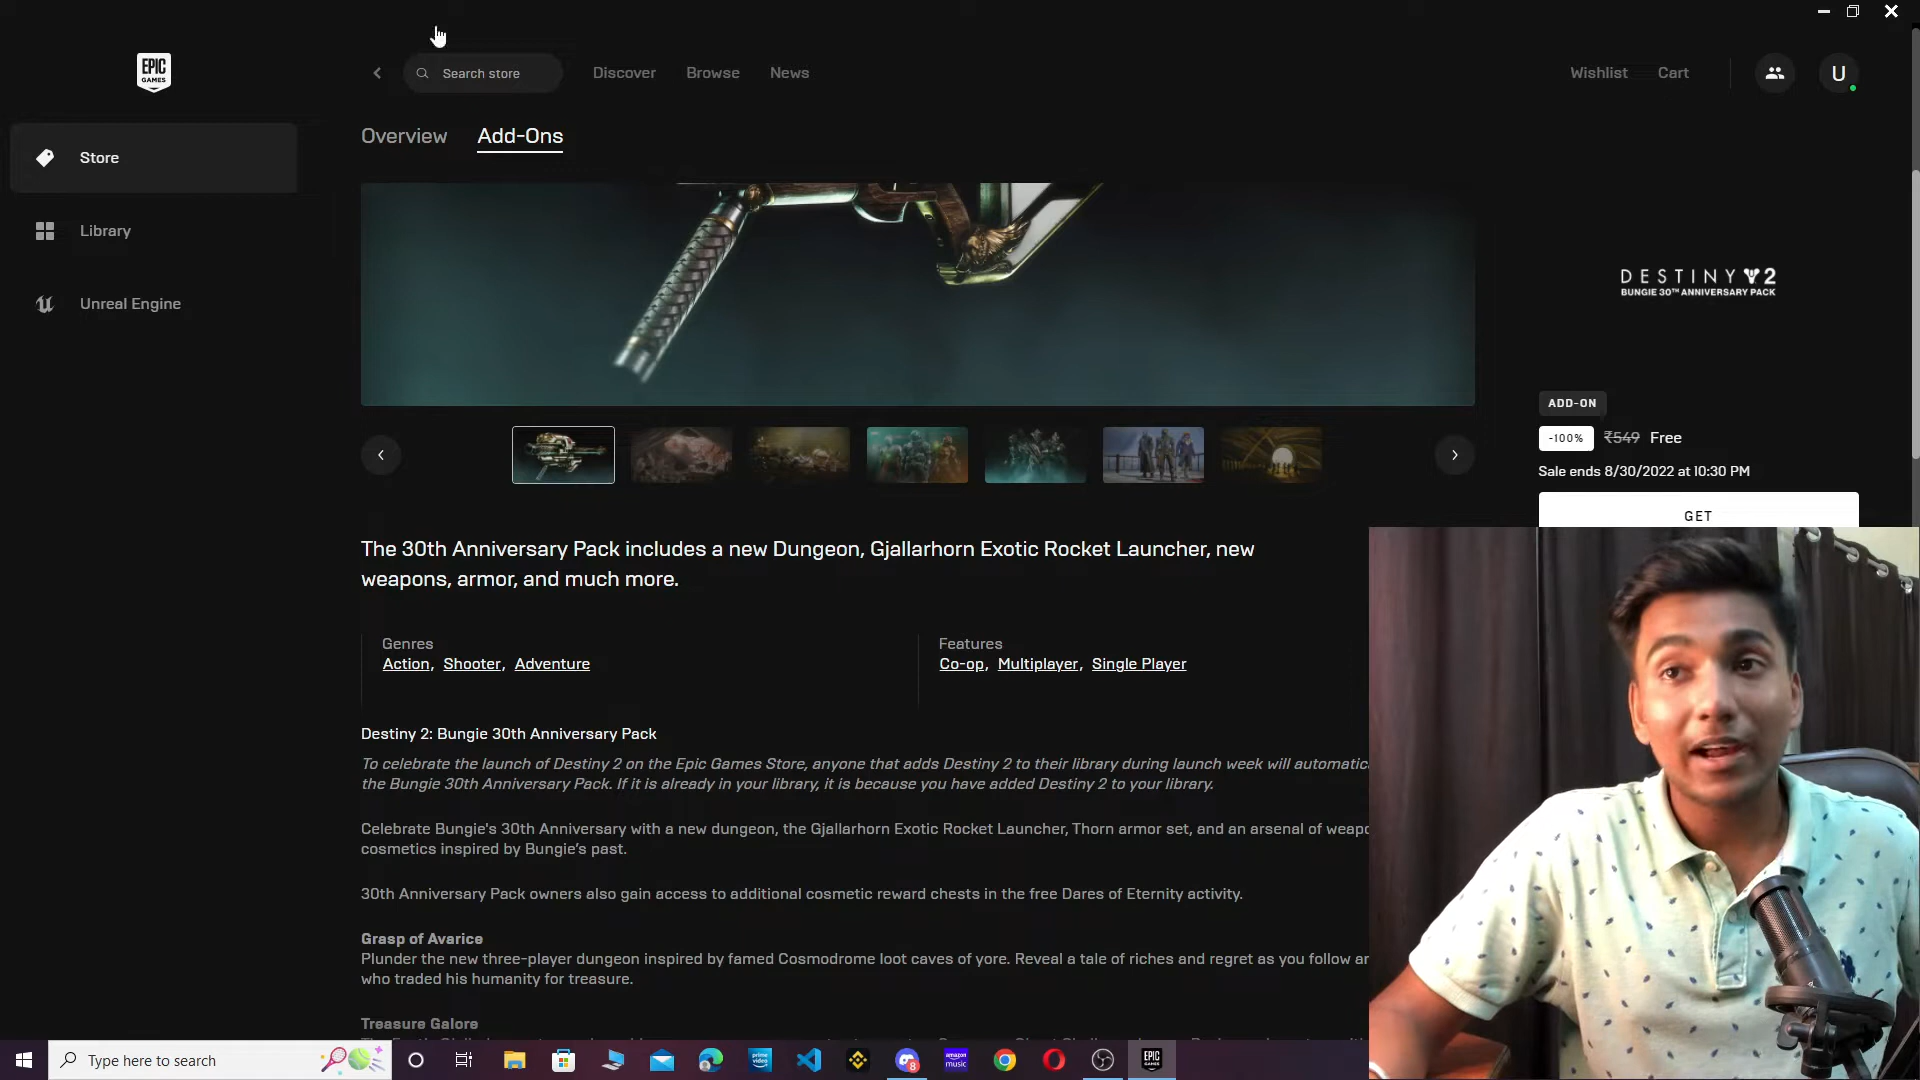 EPIC
GAMES
Search store
Discover
Browse
News
Wishlist
Cart
U
Store
Library
Unreal Engine
Overview
Add-Ons
DESTINY 2
BUNGIE 30TH ANNIVERSARY PACK
ADD-ON
-100% ₹549 Free
Sale ends 8/30/2022 at 10:30 PM
GET
The 30th Anniversary Pack includes a new Dungeon, Gjallarhorn Exotic Rocket Launcher, new
weapons, armor, and much more.
Genres
Action, Shooter, Adventure
Features
Co-op, Multiplayer, Single Player
Destiny 2: Bungie 30th Anniversary Pack
To celebrate the launch of Destiny 2 on the Epic Games Store, anyone that adds Destiny 2 to their library during launch week will
the Bungie 30th Anniversary Pack. If it is already in your library, it is because you have added Destiny 2 to your library.
Celebrate Bungie's 30th Anniversary with a new dungeon, the Gjallarhorn Exotic Rocket Launcher, Thorn armor set, and an arsenal of
cosmetics inspired by Bungie's past.
30th Anniversary Pack owners also gain access to additional cosmetic reward chests in the free Dares of Eternity activity.
Grasp of Avarice
Plunder the new three-player dungeon inspired by famed Cosmodrome loot caves of yore. Reveal a tale of riches and regret as you follow
who traded his humanity for treasure.
Treasure Galore
Type here to search
prime video
8
amazon music
EPIC
GAMES